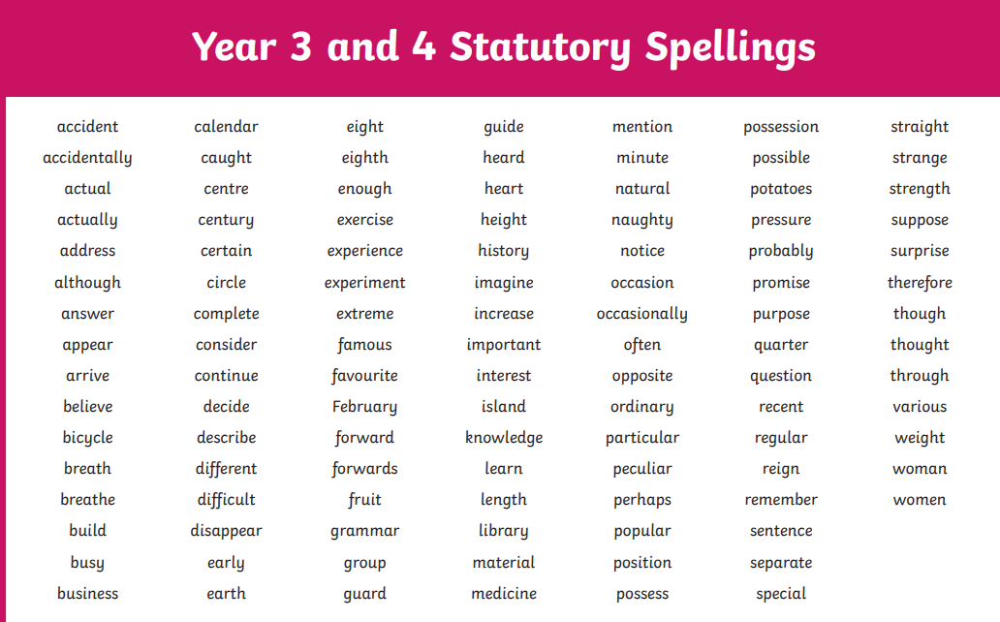 Year 3 and 4 Statutory Spellings
accident calendar eight guide mention possession straight
accidentally caught eighth heard minute possible strange
actual centre enough heart natural potatoes strength
actually century exercise height naughty pressure suppose
address certain experience history notice probably surprise
although circle experiment imagine occasion promise therefore
answer complete extreme increase occasionally purpose though
appear consider famous important often quarter thought
arrive continue favourite interest opposite question through
believe decide February island ordinary recent various
bicycle describe forward knowledge particular regular weight
breath different forwards learn peculiar reign woman
breathe difficult fruit length perhaps remember women
build disappear grammar library popular sentence
busy early group material position separate
business earth guard medicine possess special